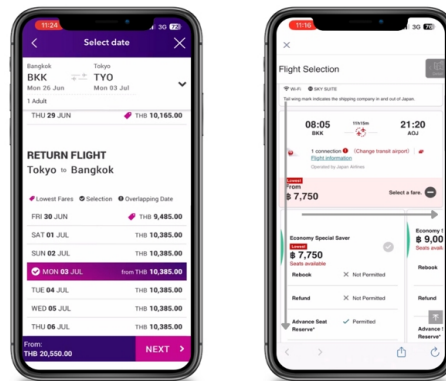 11:24
3G 72
Select date
Bangkok Tokyo
BKK TYO
Mon 26 Jun Mon 03 Jul
1 Adult
THU 29 JUN THB 10,165.00
RETURN FLIGHT
Tokyo to Bangkok
Lowest Fares Selection Overlapping Date
FRI 30 JUN THB 9,485.00
SAT 01 JUL THB 10,385.00
SUN 02 JUL THB 10,385.00
MON 03 JUL from THB 10,385.00
TUE 04 JUL THB 10,385.00
WED 05 JUL THB 10,385.00
THU 06 JUL THB 10,385.00
From:
THB 20,550.00
NEXT
11:16
3G
Flight Selection
Wi-Fi SKY SUITE
Tail wing mark indicates the shipping company in and out of Japan.
08:05 11h15m 21:20
BKK AOJ
1 connection (Change transit airport)
Flight information
Operated by Japan Airlines
Lowest
From
฿ 7,750
Select a fare.
Economy Special Saver
Lowest
฿ 7,750
Seats available
Rebook Not Permitted
Refund Not Permitted
Advance Seat Permitted
Reserve*
Economy
฿ 9,00
Seats availa
Rebook
Refund
Advance
Reserve*